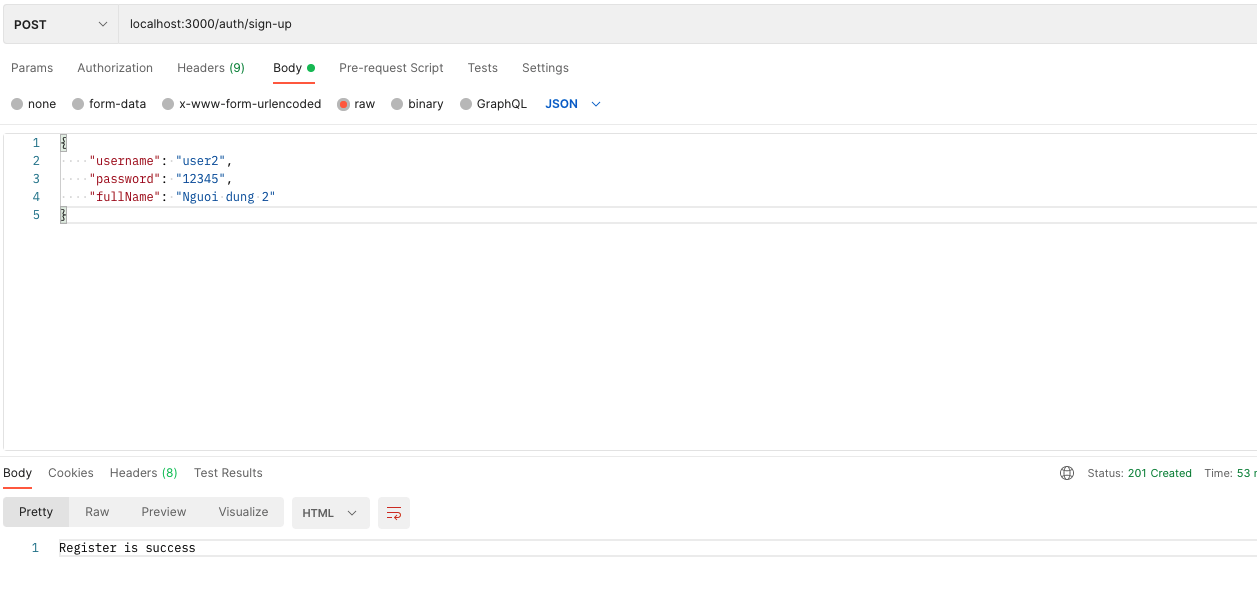 POST localhost:3000/auth/sign-up
Params Authorization Headers (9) Body Pre-request Script Tests Settings
none form-data x-www-form-urlencoded raw binary GraphQL JSON
1 {
2 "username": "user2",
3 "password": "12345",
4 "fullName": "Nguoi dung 2"
5 }
Body Cookies Headers (8) Test Results Status: 201 Created Time: 53
Pretty Raw Preview Visualize HTML
1 Register is success